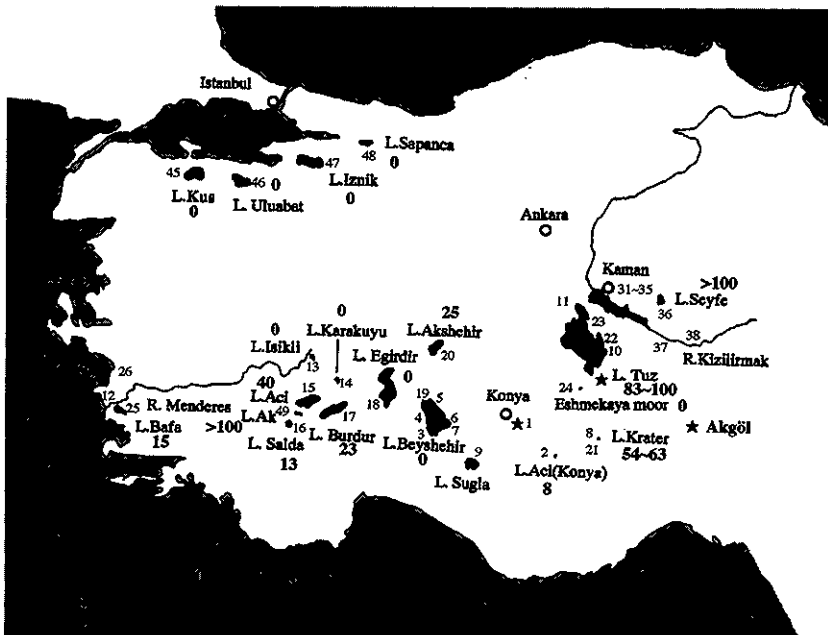 Istanbul
48
L.Sapanca
0
45
46
0
47
L.Iznik
0
L.Kus
0
L. Uluabat
Ankara
Kaman
31~35
>100
L.Seyfe
36
11
23
22
10
37
38
R.Kizilirmak
0
L.Karakuyu
25
L.Akshehir
20
0
L.Isikli
13
14
L. Egirdir
0
18
26
12
25
R. Menderes
L.Bafa
15
>100
40
L.Aci
15
L.Ak
49
16
L. Salda
13
17
L. Burdur
23
19
5
4
6
3
7
L.Beyshehir
0
Konya
1
9
L. Sugla
24
L. Tuz
83~100
Eshmekaya moor
0
Akgöl
8
L.Krater
21
54~63
2
L.Aci(Konya)
8